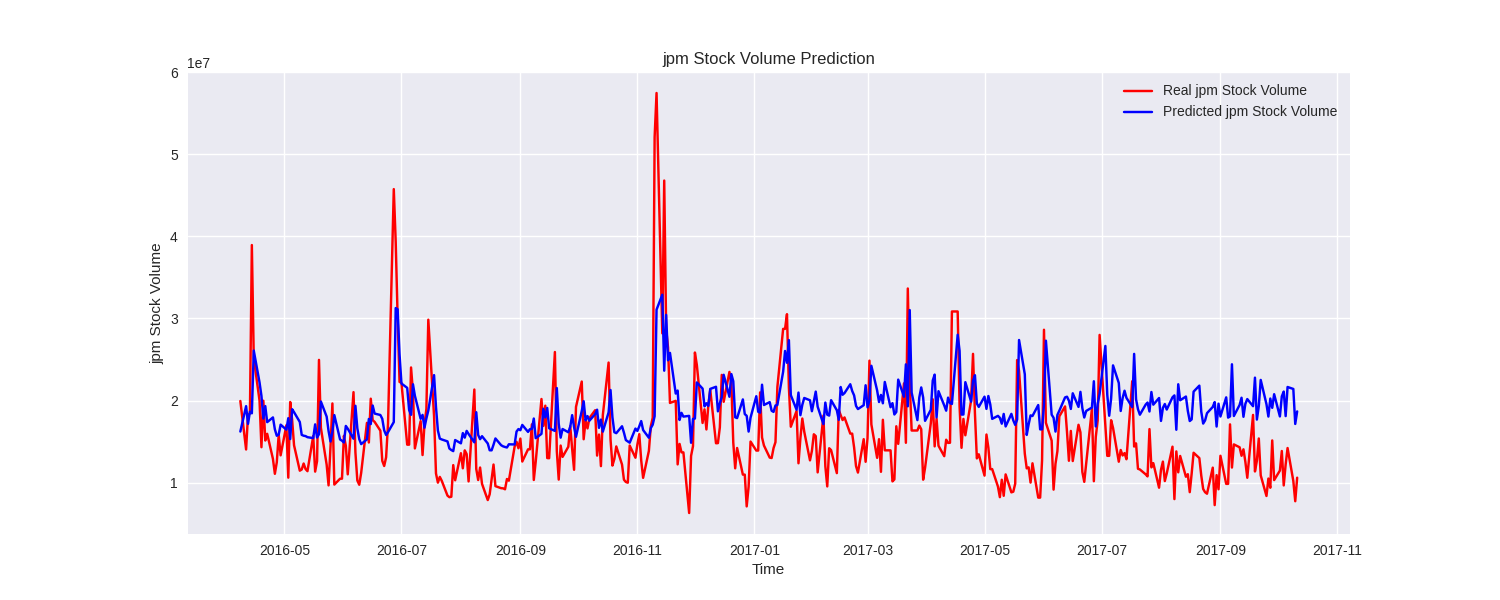 jpm Stock Volume Prediction
1e7
Real jpm Stock Volume
Predicted jpm Stock Volume
6
5
4
3
2
1
jpm Stock Volume
2016-05 2016-07 2016-09 2016-11 2017-01 2017-03 2017-05 2017-07 2017-09 2017-11
Time